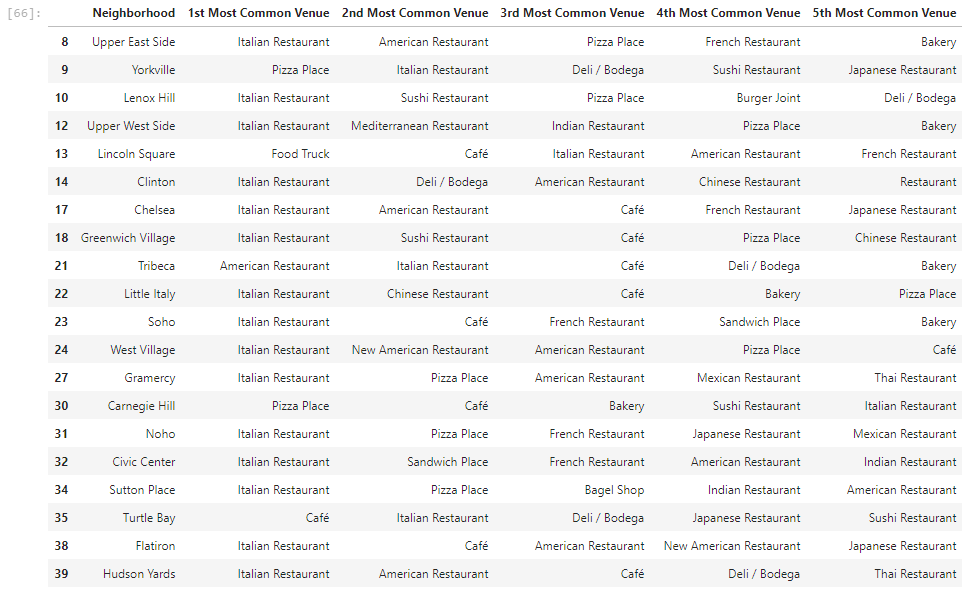 [66]: Neighborhood 1st Most Common Venue 2nd Most Common Venue 3rd Most Common Venue 4th Most Common Venue 5th Most Common Venue
8 Upper East Side Italian Restaurant American Restaurant Pizza Place French Restaurant Bakery
9 Yorkville Pizza Place Italian Restaurant Deli / Bodega Sushi Restaurant Japanese Restaurant
10 Lenox Hill Italian Restaurant Sushi Restaurant Pizza Place Burger Joint Deli / Bodega
12 Upper West Side Italian Restaurant Mediterranean Restaurant Indian Restaurant Pizza Place Bakery
13 Lincoln Square Food Truck Café Italian Restaurant American Restaurant French Restaurant
14 Clinton Italian Restaurant Deli / Bodega American Restaurant Chinese Restaurant Restaurant
17 Chelsea Italian Restaurant American Restaurant Café French Restaurant Japanese Restaurant
18 Greenwich Village Italian Restaurant Sushi Restaurant Café Pizza Place Chinese Restaurant
21 Tribeca American Restaurant Italian Restaurant Café Deli / Bodega Bakery
22 Little Italy Italian Restaurant Chinese Restaurant Café Bakery Pizza Place
23 Soho Italian Restaurant Café French Restaurant Sandwich Place Bakery
24 West Village Italian Restaurant New American Restaurant American Restaurant Pizza Place Café
27 Gramercy Italian Restaurant Pizza Place American Restaurant Mexican Restaurant Thai Restaurant
30 Carnegie Hill Pizza Place Café Bakery Sushi Restaurant Italian Restaurant
31 Noho Italian Restaurant Pizza Place French Restaurant Japanese Restaurant Mexican Restaurant
32 Civic Center Italian Restaurant Sandwich Place French Restaurant American Restaurant Indian Restaurant
34 Sutton Place Italian Restaurant Pizza Place Bagel Shop Indian Restaurant American Restaurant
35 Turtle Bay Café Italian Restaurant Deli / Bodega Japanese Restaurant Sushi Restaurant
38 Flatiron Italian Restaurant Café American Restaurant New American Restaurant Japanese Restaurant
39 Hudson Yards Italian Restaurant American Restaurant Café Deli / Bodega Thai Restaurant